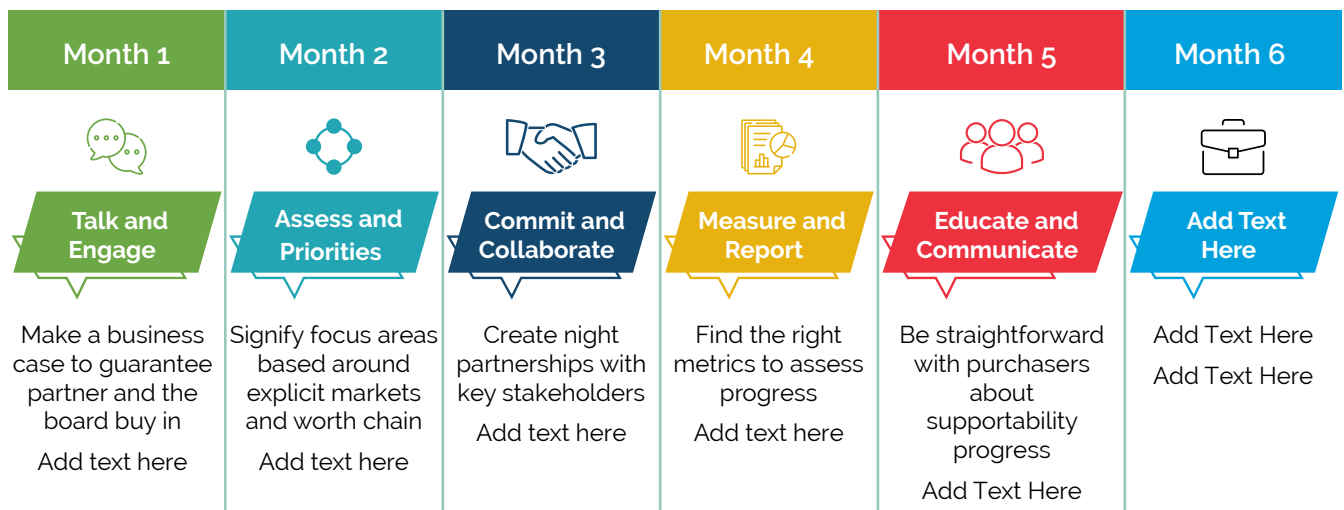 Month 1
Month 2
Month 3
Month 4
Month 5
Month 6
Talk and
Engage
Assess and
Priorities
Commit and
Collaborate
Measure and
Report
Educate and
Communicate
Add Text
Here
Make a business
case to guarantee
partner and the
board buy in
Add text here
Signify focus areas
based around
explicit markets
and worth chain
Add text here
Create night
partnerships with
key stakeholders
Add text here
Find the right
metrics to assess
progress
Add text here
Be straightforward
with purchasers
about
supportability
progress
Add Text Here
Add Text Here
Add Text Here